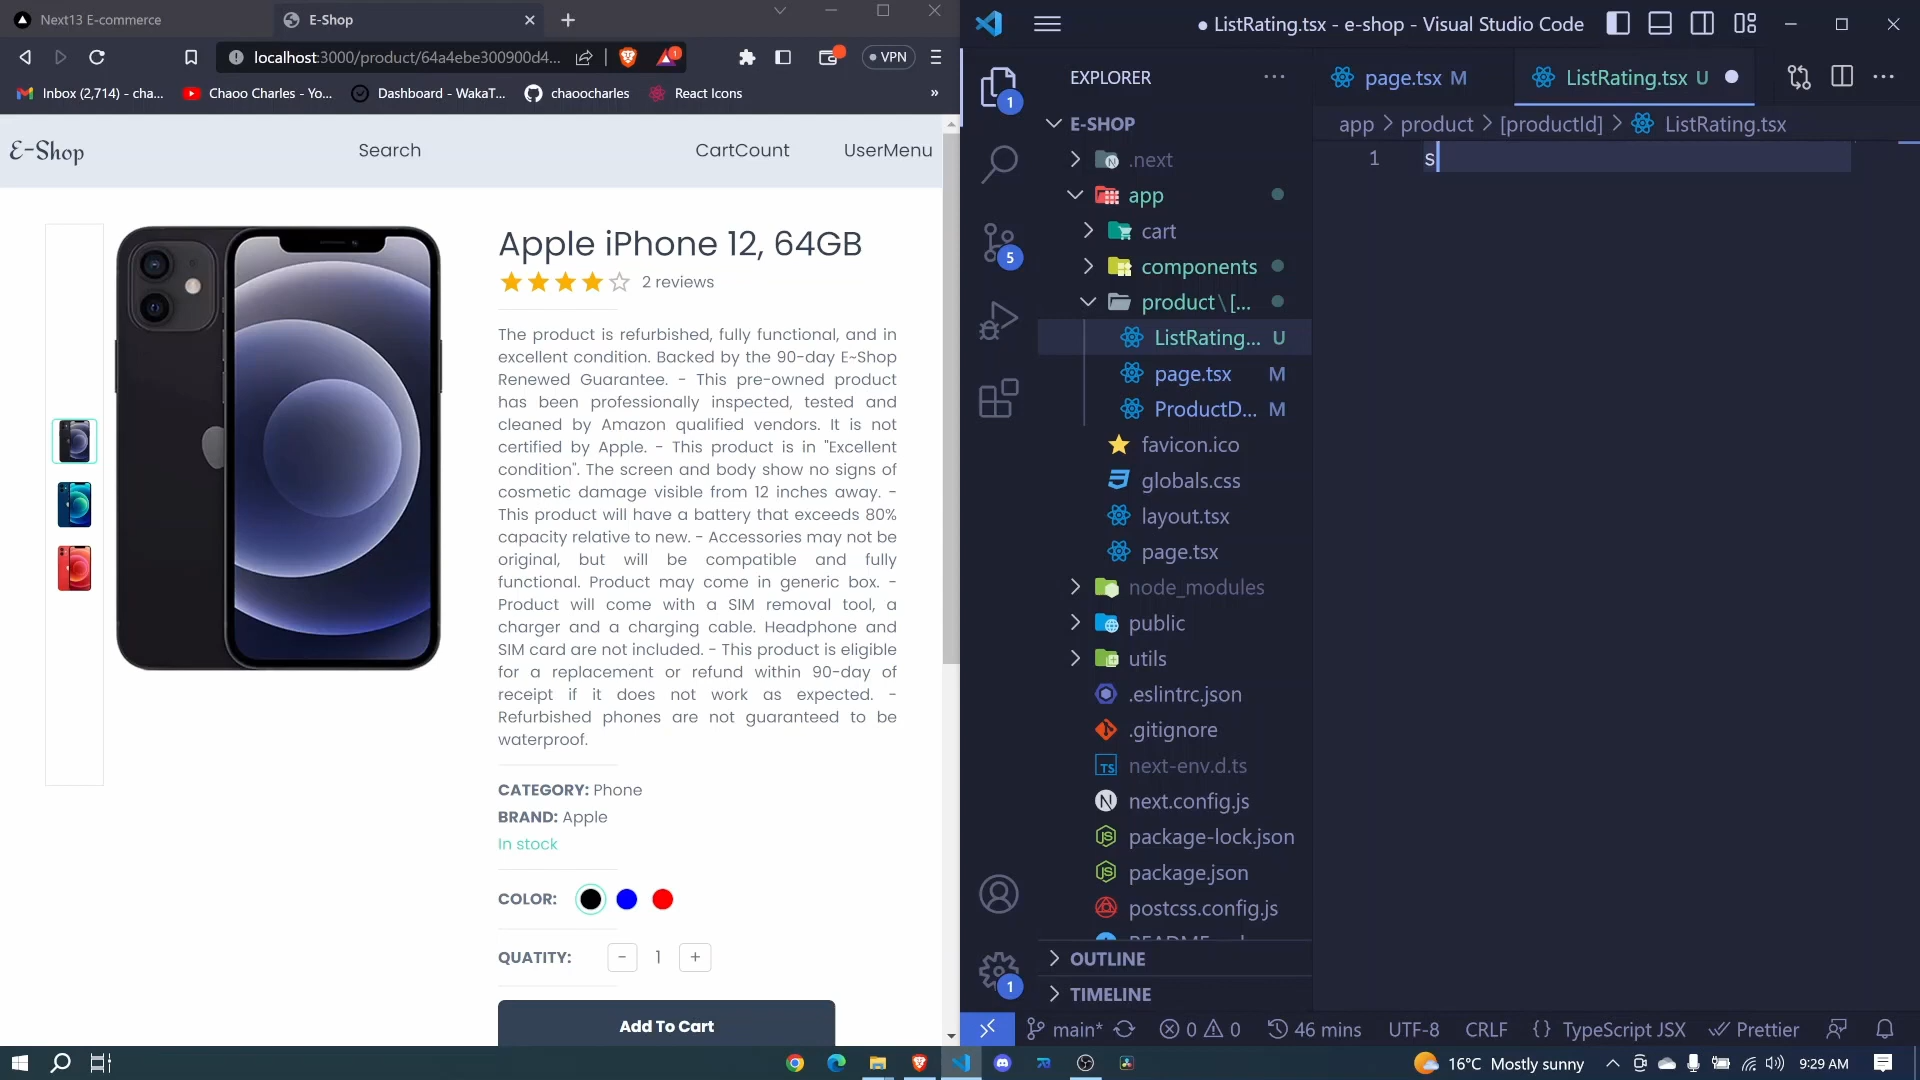 Next13 E-commerce
E-Shop
localhost:3000/product/64a4ebe300900d4...
1
VPN
Inbox (2,714) - cha...
Chaoo Charles - Yo...
Dashboard - WakaT...
chaoocharles
React Icons
»
E-Shop
Search
CartCount
UserMenu
Apple iPhone 12, 64GB
2 reviews
The product is refurbished, fully functional, and in
excellent condition. Backed by the 90-day E~Shop
Renewed Guarantee. - This pre-owned product
has been professionally inspected, tested and
cleaned by Amazon qualified vendors. It is not
certified by Apple. - This product is in "Excellent
condition". The screen and body show no signs of
cosmetic damage visible from 12 inches away. -
This product will have a battery that exceeds 80%
capacity relative to new. - Accessories may not be
original, but will be compatible and fully
functional. Product may come in generic box. -
Product will come with a SIM removal tool, a
charger and a charging cable. Headphone and
SIM card are not included. - This product is eligible
for a replacement or refund within 90-day of
receipt if it does not work as expected. -
Refurbished phones are not guaranteed to be
waterproof.
CATEGORY: Phone
BRAND: Apple
In stock
COLOR:
QUATITY: - 1 +
Add To Cart
● ListRating.tsx - e-shop - Visual Studio Code
1
5
1
EXPLORER ...
E-SHOP
.next
app
cart
components
product\[...
ListRating... U
page.tsx M
ProductD... M
favicon.ico
globals.css
layout.tsx
page.tsx
node_modules
public
utils
.eslintrc.json
.gitignore
next-env.d.ts
next.config.js
package-lock.json
package.json
postcss.config.js
OUTLINE
TIMELINE
page.tsx M
ListRating.tsx U
app > product > [productId] > ListRating.tsx
1 s
main*
0 0
46 mins
UTF-8
CRLF
{} TypeScript JSX
Prettier
16°C Mostly sunny
9:29 AM